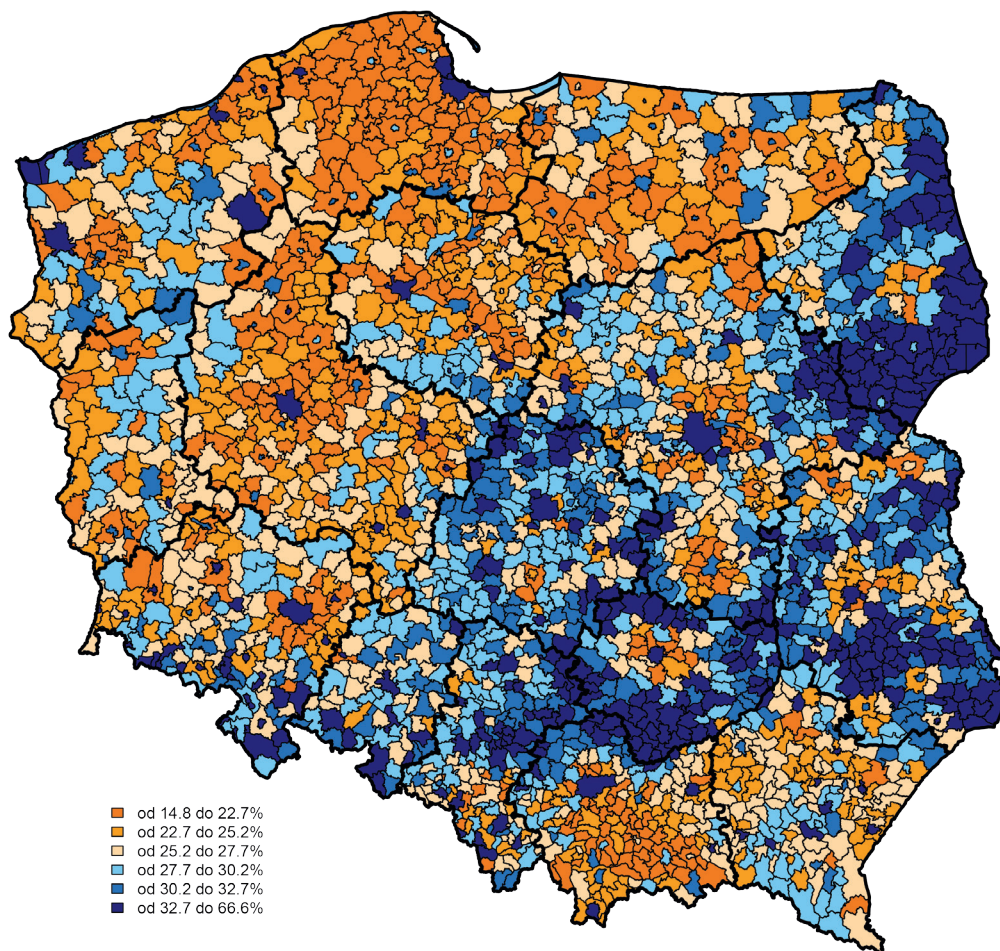 od 14.8 do 22.7%
od 22.7 do 25.2%
od 25.2 do 27.7%
od 27.7 do 30.2%
od 30.2 do 32.7%
od 32.7 do 66.6%